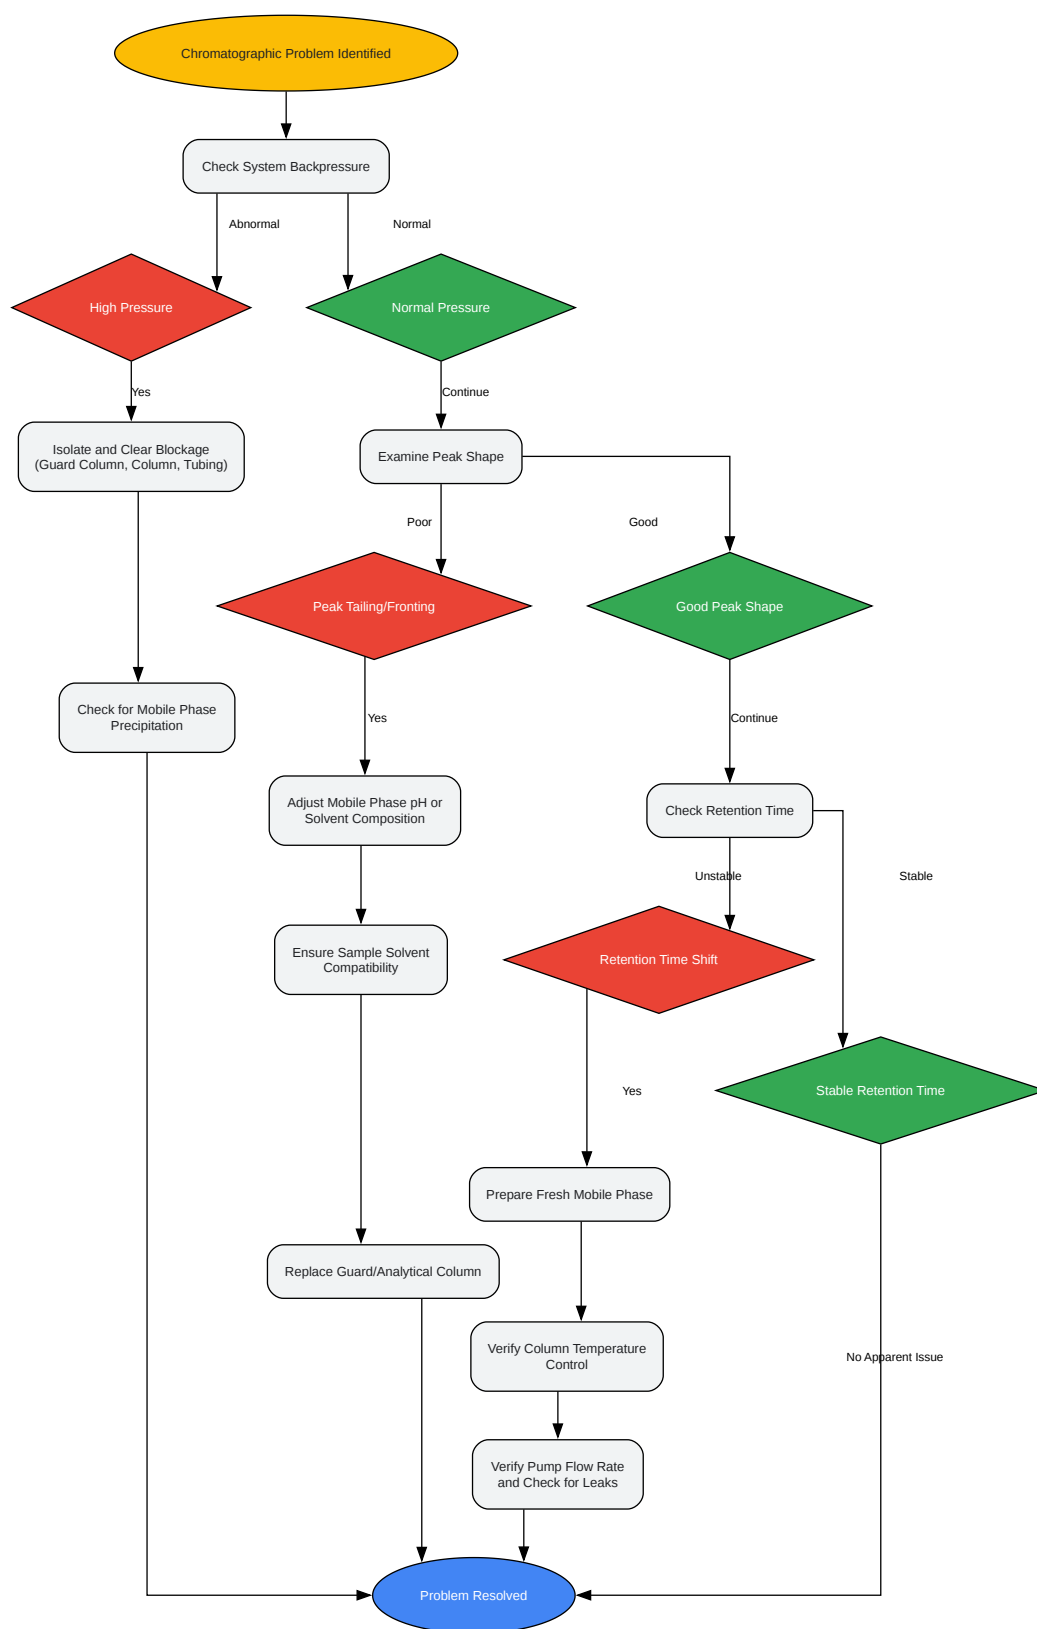 Chromatographic Problem Identified
Check System Backpressure
Abnormal
Normal
High Pressure
Normal Pressure
Yes
Continue
Isolate and Clear Blockage
(Guard Column, Column, Tubing)
Examine Peak Shape
Poor
Good
Peak Tailing/Fronting
Good Peak Shape
Check for Mobile Phase
Precipitation
Yes
Continue
Adjust Mobile Phase pH or
Solvent Composition
Check Retention Time
Unstable
Stable
Ensure Sample Solvent
Compatibility
Retention Time Shift
Yes
Stable Retention Time
Prepare Fresh Mobile Phase
Replace Guard/Analytical Column
Verify Column Temperature
Control
No Apparent Issue
Verify Pump Flow Rate
and Check for Leaks
Problem Resolved